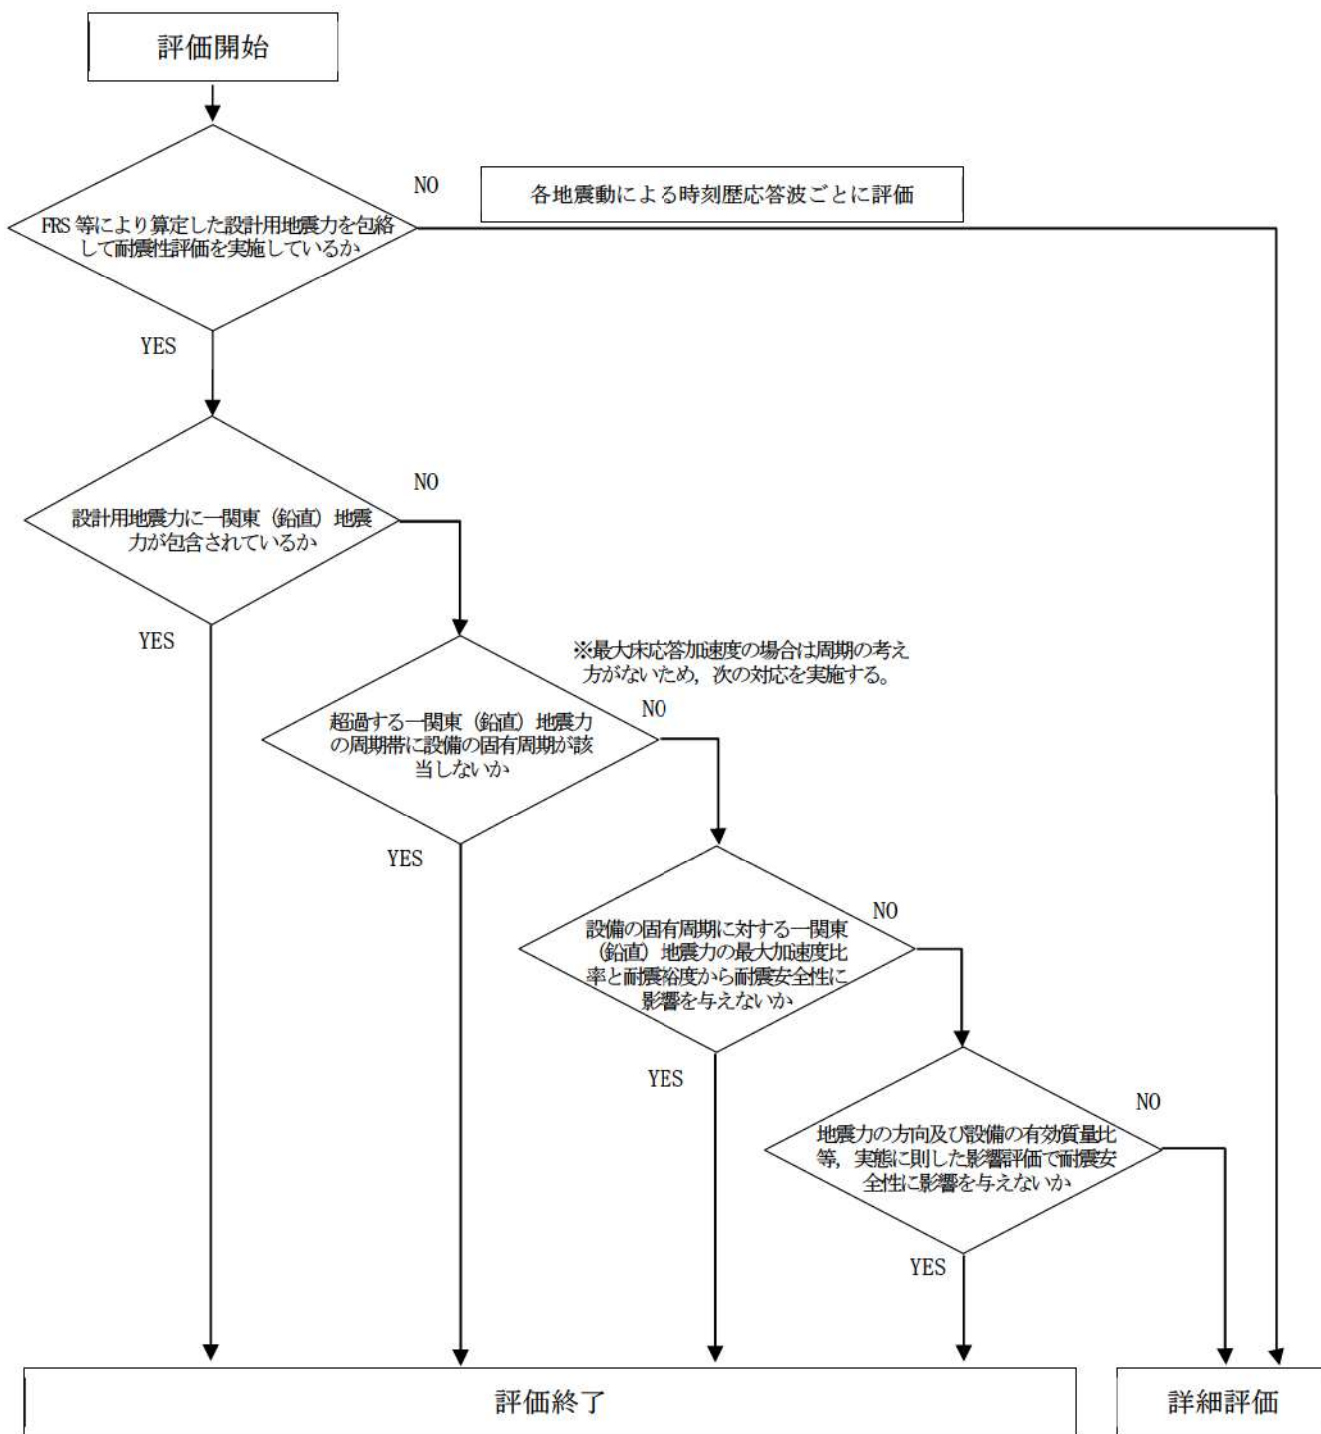 評価開始
NO
各地震動による時刻歴応答波ごとに評価
FRS 等により算定した設計用地震力を包絡
して耐震性評価を実施しているか
YES
NO
設計用地震力に一関東（鉛直）地震
力が包含されているか
YES
※最大床応答加速度の場合は周期の考え
方がないため，次の対応を実施する。
NO
超過する一関東（鉛直）地震力
の周期帯に設備の固有周期が該
当しないか
YES
NO
設備の固有周期に対する一関東
（鉛直）地震力の最大加速度比
率と耐震裕度から耐震安全性に
影響を与えないか
YES
NO
地震力の方向及び設備の有効質量比
等，実態に則した影響評価で耐震安
全性に影響を与えないか
YES
評価終了
詳細評価